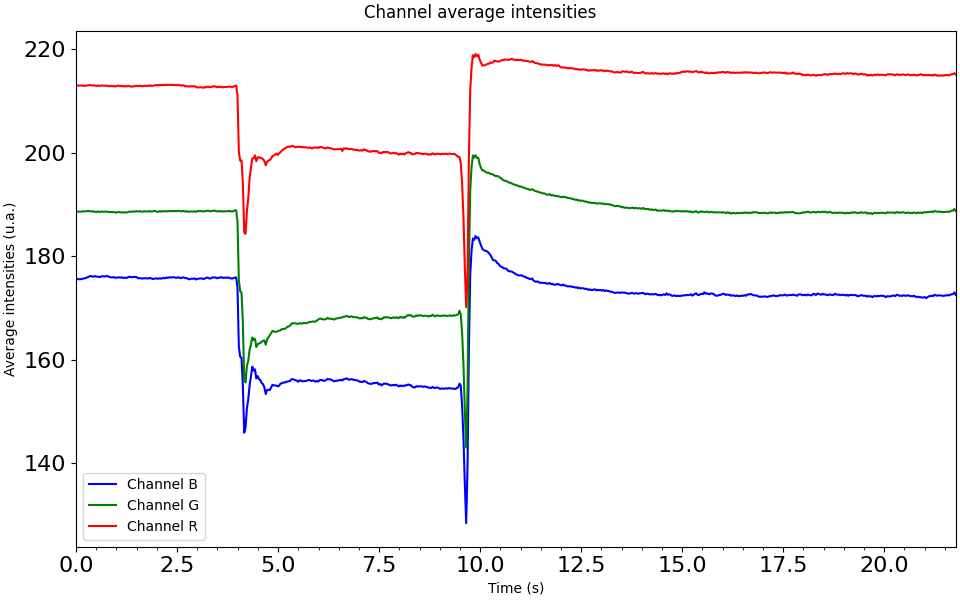 Channel average intensities
Average intensities (u.a.)
220
200
180
160
140
Channel B
Channel G
Channel R
0.0 2.5 5.0 7.5 10.0 12.5 15.0 17.5 20.0
Time (s)